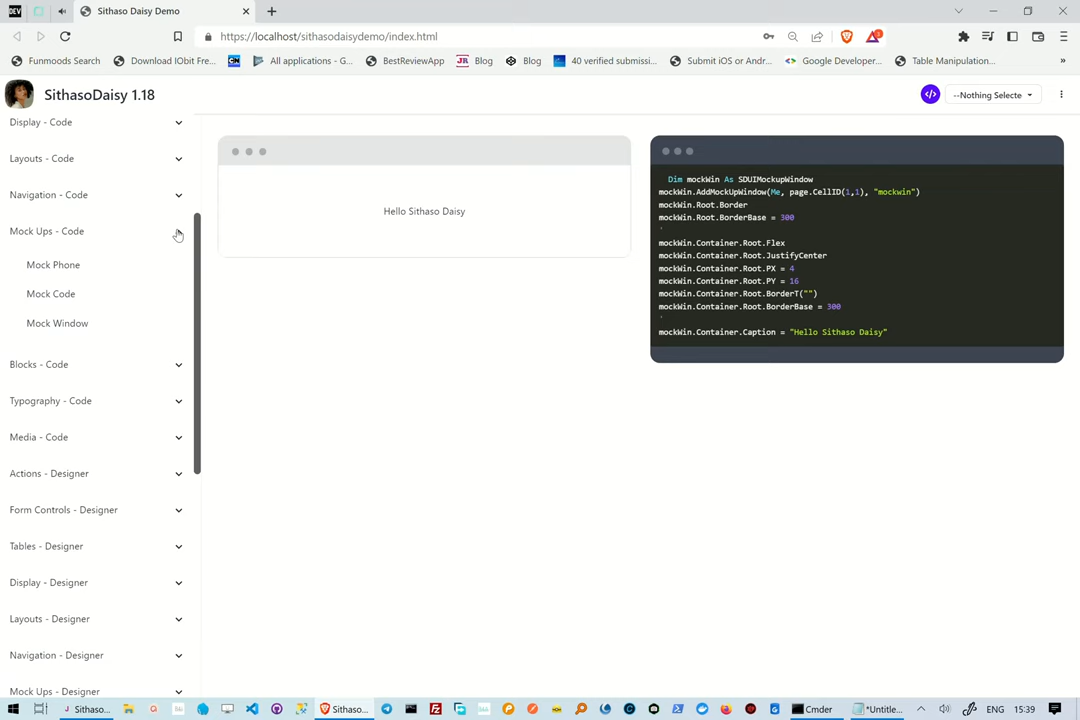 DEV
Sithaso Daisy Demo
https://localhost/sithasodaisydemo/index.html
Funmoods Search
Download IObit Fre...
All applications - G...
BestReviewApp
JR Blog
Blog
40 verified submissi...
Submit iOS or Andr...
Google Developer...
Table Manipulation...
SithasoDaisy 1.18
--Nothing Selecte
Display - Code
Layouts - Code
Navigation - Code
Mock Ups - Code
Mock Phone
Mock Code
Mock Window
Blocks - Code
Typography - Code
Media - Code
Actions - Designer
Form Controls - Designer
Tables - Designer
Display - Designer
Layouts - Designer
Navigation - Designer
Mock Ups - Designer
Hello Sithaso Daisy
Dim mockWin As SDUIMockupWindow
mockWin.AddMockUpWindow(Me, page.CellID(1,1), "mockwin")
mockWin.Root.Border
mockWin.Root.BorderBase = 300
'
mockWin.Container.Root.Flex
mockWin.Container.Root.JustifyCenter
mockWin.Container.Root.PX = 4
mockWin.Container.Root.PY = 16
mockWin.Container.Root.BorderT("")
mockWin.Container.Root.BorderBase = 300
'
mockWin.Container.Caption = "Hello Sithaso Daisy"
Sithaso...
Sithaso...
Cmder
*Untitle...
ENG
15:39